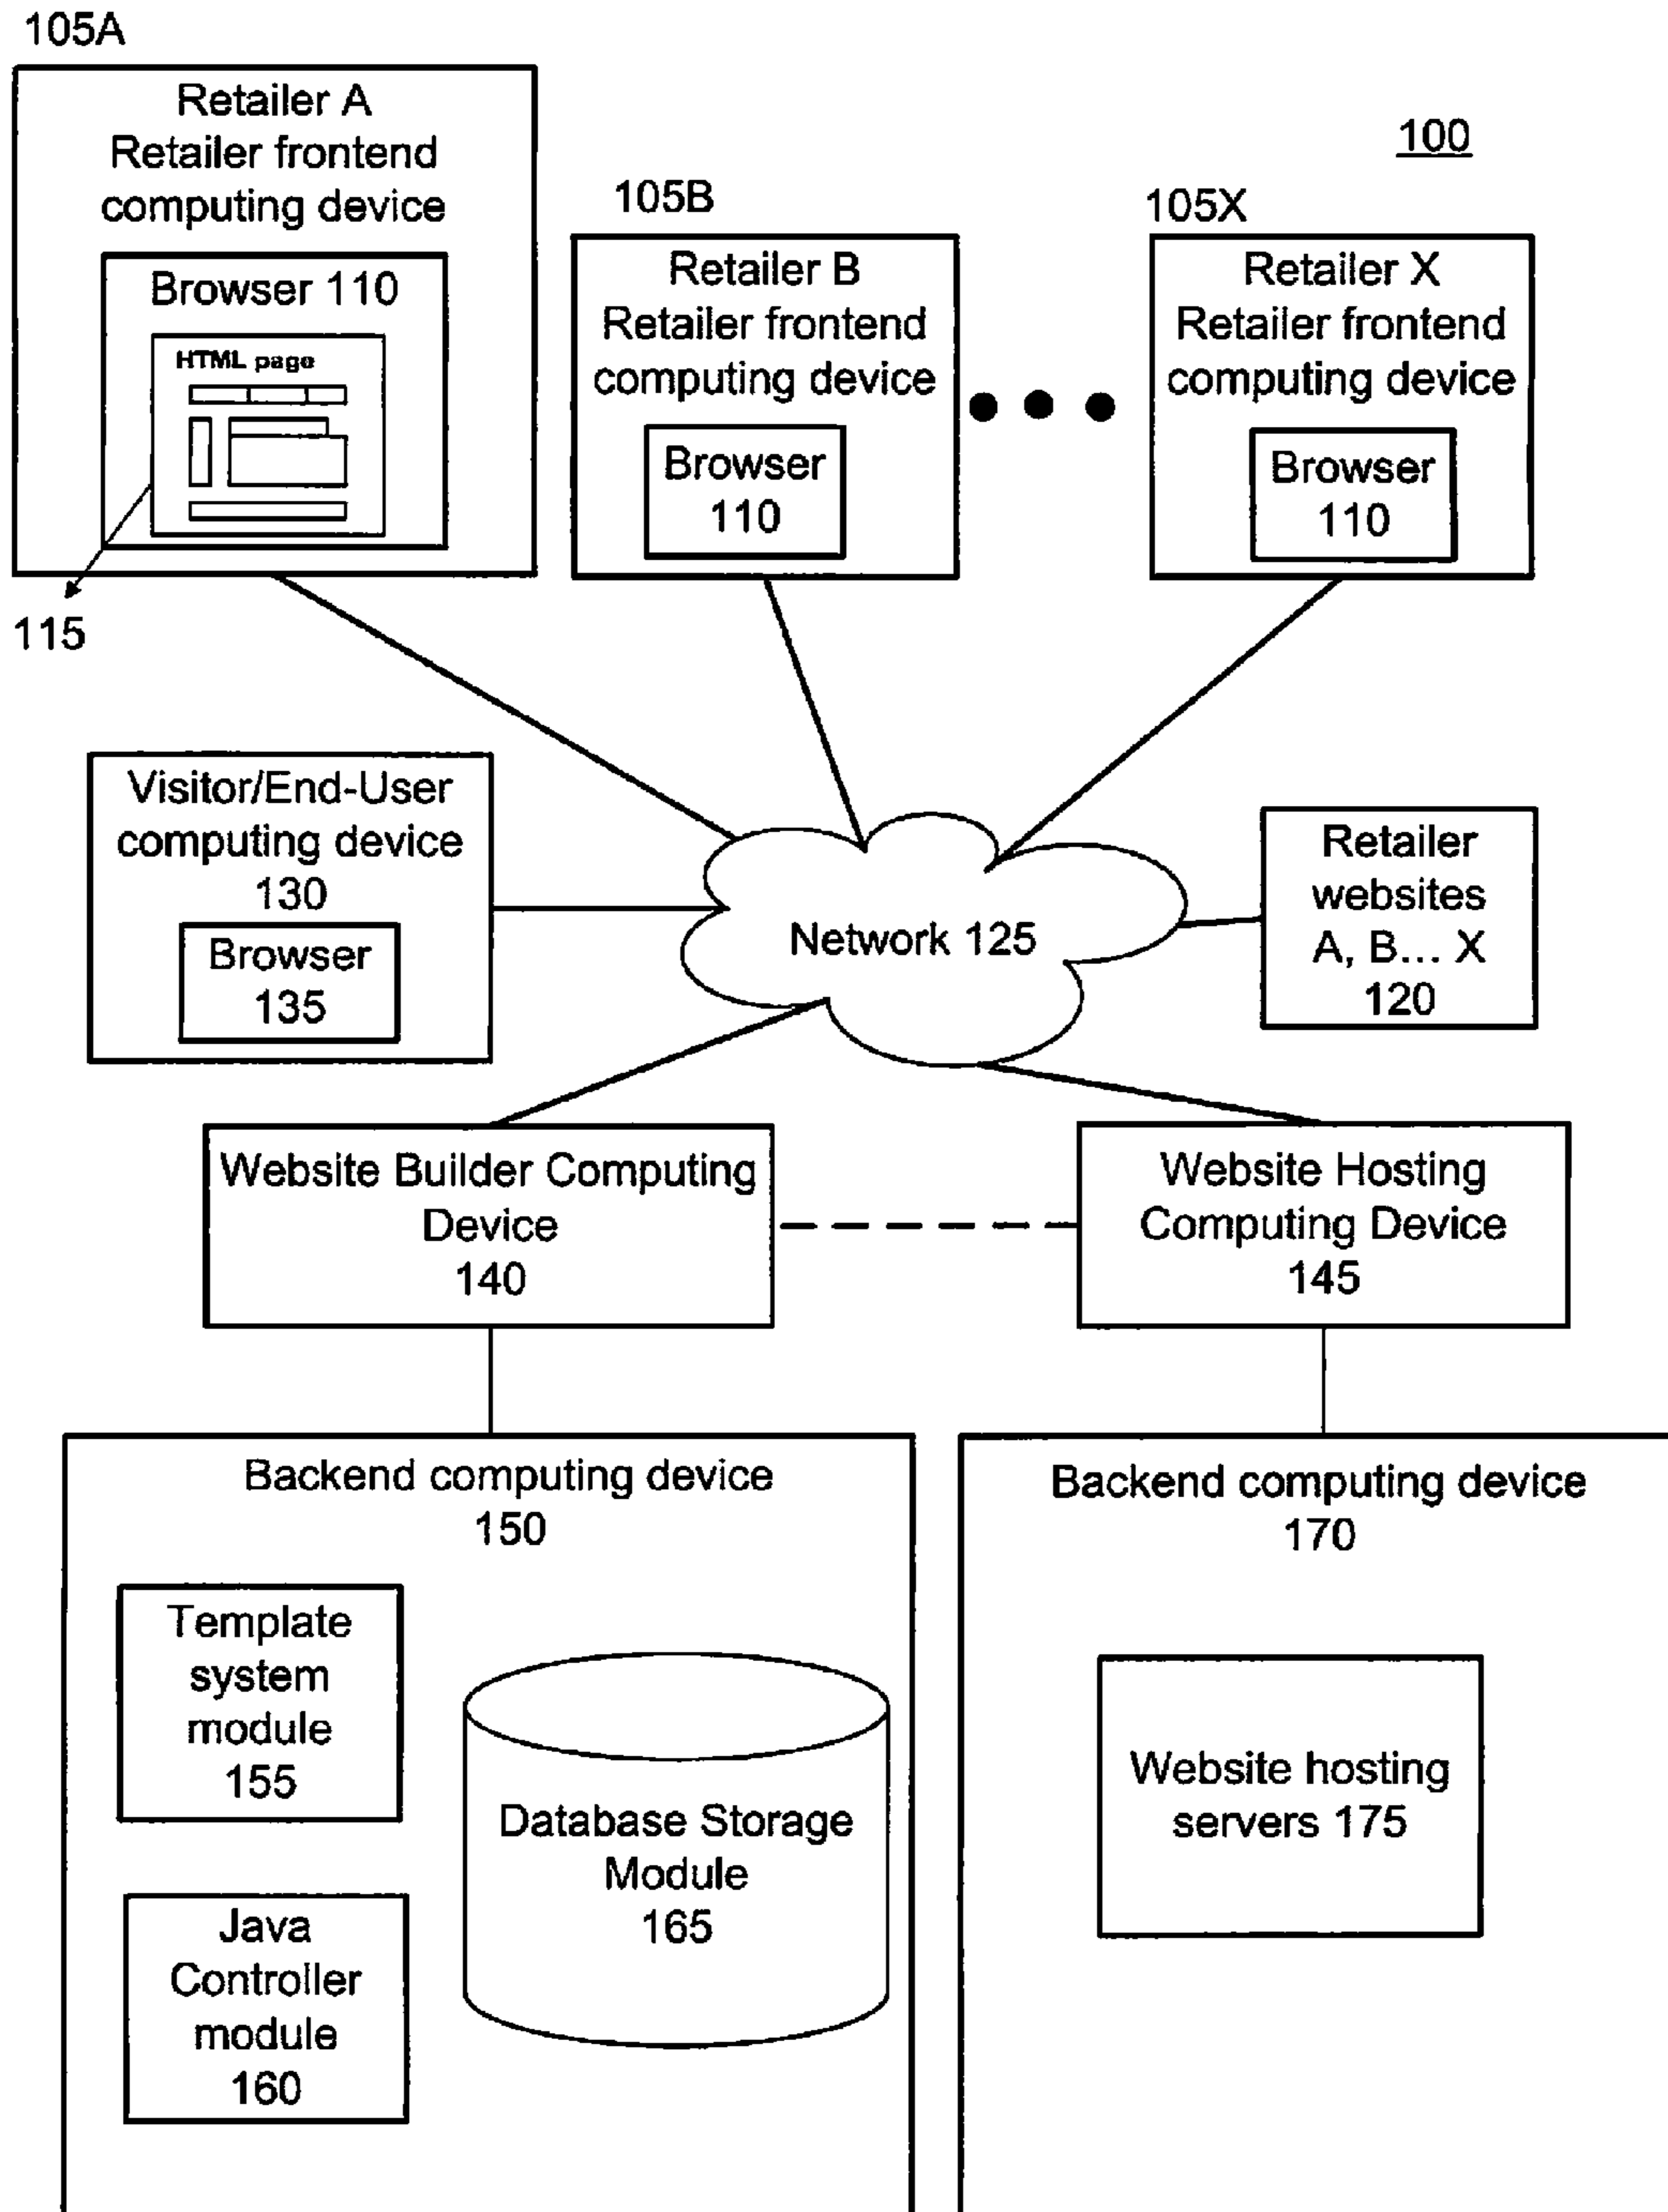 105A
Retailer A
Retailer frontend
computing device
Browser 110
HTML page
115
100
105B
Retailer B
Retailer frontend
computing device
Browser
110
105X
Retailer X
Retailer frontend
computing device
Browser
110
Visitor/End-User
computing device
130
Browser
135
Network 125
Retailer
websites
A, B... X
120
Website Builder Computing
Device
140
Website Hosting
Computing Device
145
Backend computing device
150
Template
system
module
155
Java
Controller
module
160
Database Storage
Module
165
Backend computing device
170
Website hosting
servers 175